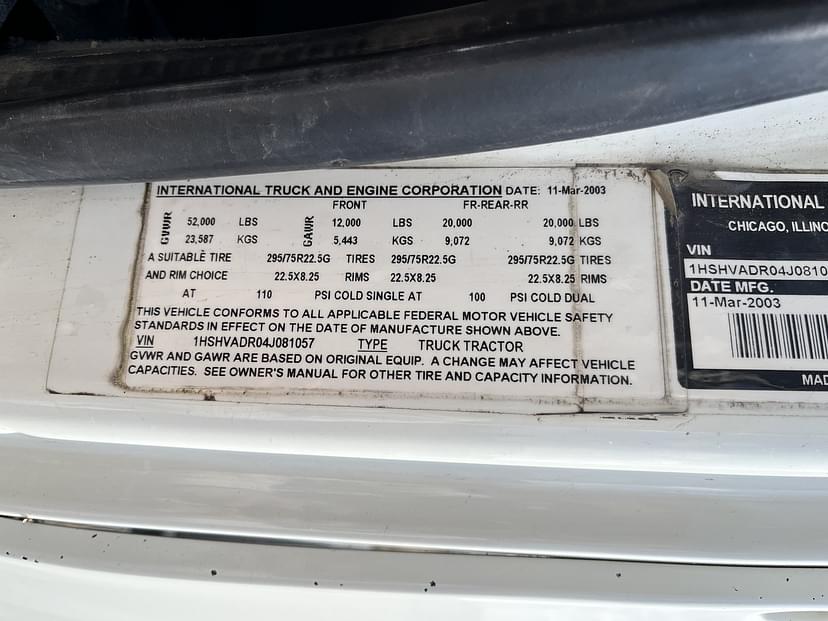 INTERNATIONAL TRUCK AND ENGINE CORPORATION DATE: 11-Mar-2003
FRONT FR-REAR-RR
GVWR 52,000 LBS GAWR 12,000 LBS 20,000 20,000 LBS
23,587 KGS 5,443 KGS 9,072 9,072 KGS
A SUITABLE TIRE 295/75R22.5G TIRES 295/75R22.5G 295/75R22.5G TIRES
AND RIM CHOICE 22.5X8.25 RIMS 22.5X8.25 22.5X8.25 RIMS
AT 110 PSI COLD SINGLE AT 100 PSI COLD DUAL
THIS VEHICLE CONFORMS TO ALL APPLICABLE FEDERAL MOTOR VEHICLE SAFETY
STANDARDS IN EFFECT ON THE DATE OF MANUFACTURE SHOWN ABOVE.
VIN 1HSHVADR04J081057 TYPE TRUCK TRACTOR
GVWR AND GAWR ARE BASED ON ORIGINAL EQUIP. A CHANGE MAY AFFECT VEHICLE
CAPACITIES. SEE OWNER'S MANUAL FOR OTHER TIRE AND CAPACITY INFORMATION.
INTERNATIONAL
CHICAGO, ILLINO
VIN
1HSHVADR04J0810
DATE MFG.
11-Mar-2003
MAD